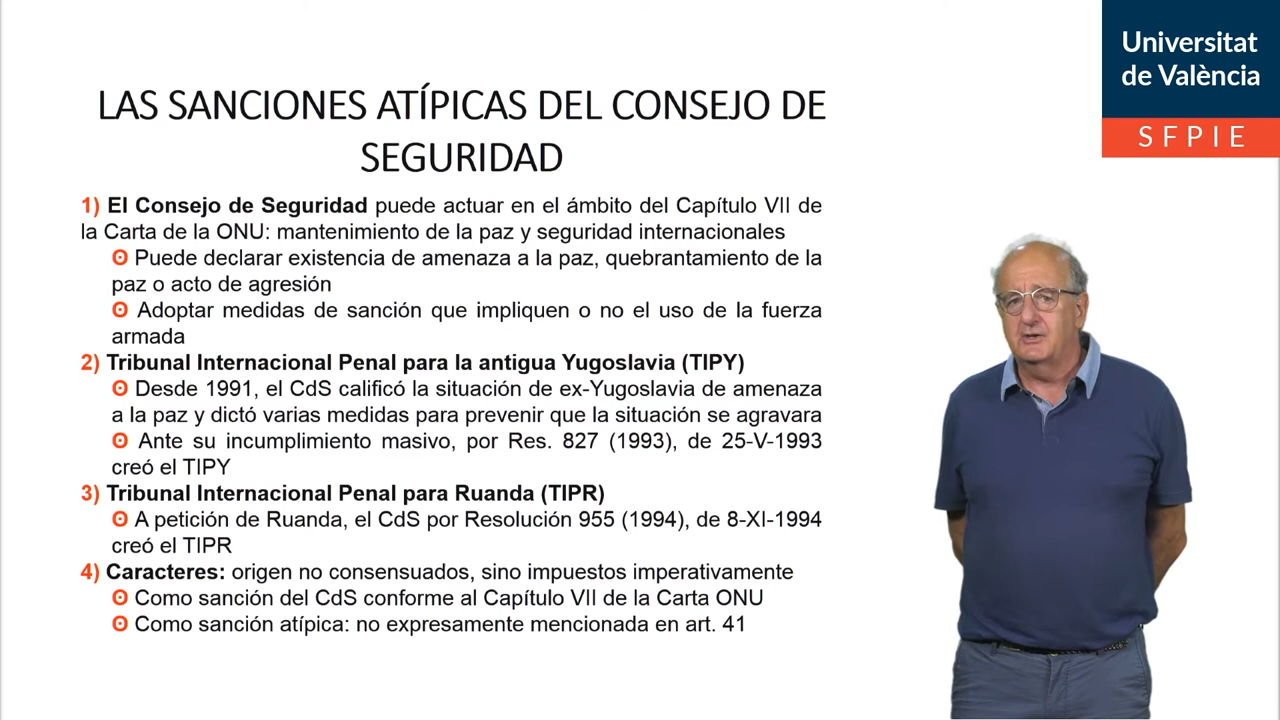 LAS SANCIONES ATÍPICAS DEL CONSEJO DE
SEGURIDAD
1) El Consejo de Seguridad puede actuar en el ámbito del Capítulo VII de
la Carta de la ONU: mantenimiento de la paz y seguridad internacionales
ʘ Puede declarar existencia de amenaza a la paz, quebrantamiento de la
paz o acto de agresión
ʘ Adoptar medidas de sanción que impliquen o no el uso de la fuerza
armada
2) Tribunal Internacional Penal para la antigua Yugoslavia (TIPY)
ʘ Desde 1991, el CdS calificó la situación de ex-Yugoslavia de amenaza
a la paz y dictó varias medidas para prevenir que la situación se agravara
ʘ Ante su incumplimiento masivo, por Res. 827 (1993), de 25-V-1993
creó el TIPY
3) Tribunal Internacional Penal para Ruanda (TIPR)
ʘ A petición de Ruanda, el CdS por Resolución 955 (1994), de 8-XI-1994
creó el TIPR
4) Caracteres: origen no consensuados, sino impuestos imperativamente
ʘ Como sanción del CdS conforme al Capítulo VII de la Carta ONU
ʘ Como sanción atípica: no expresamente mencionada en art. 41
Universitat
de València
SFPIE